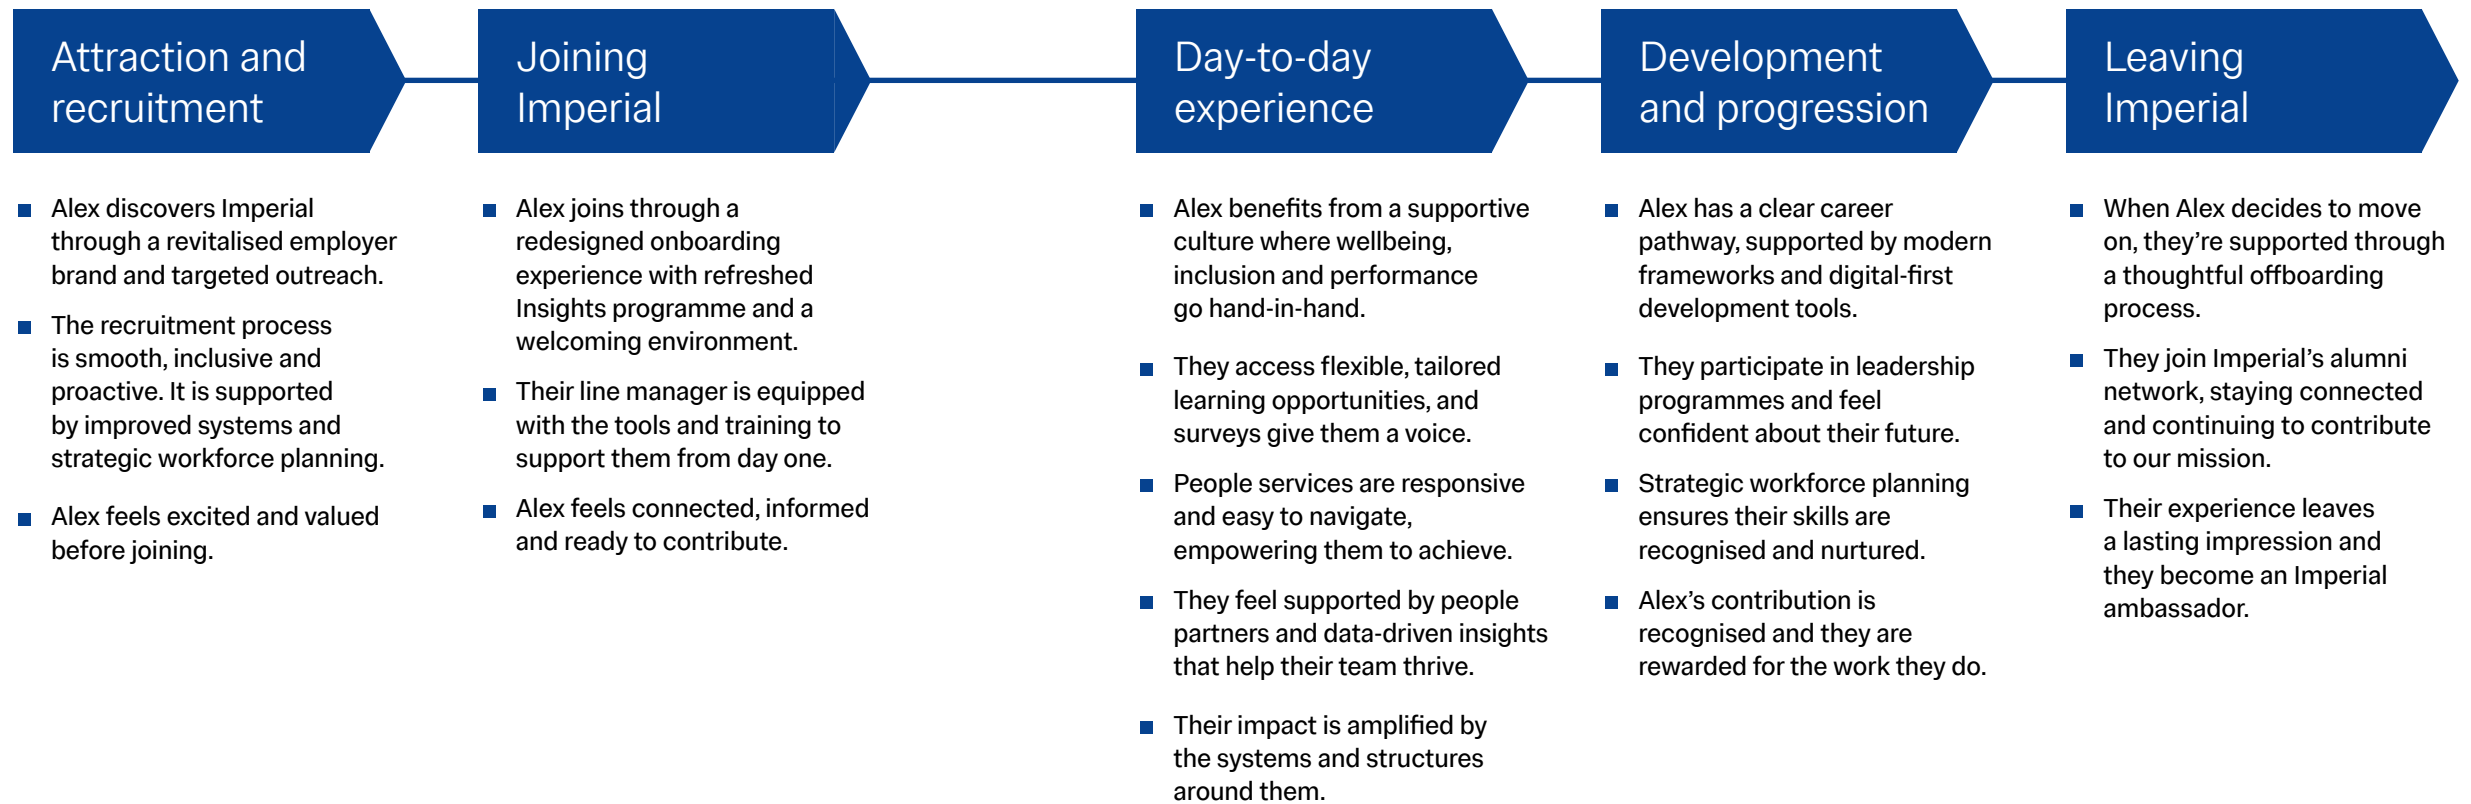 Attraction and
recruitment
Alex discovers Imperial
through a revitalised employer
brand and targeted outreach.
The recruitment process
is smooth, inclusive and
proactive. It is supported
by improved systems and
strategic workforce planning.
Alex feels excited and valued
before joining.
Joining
Imperial
Alex joins through a
redesigned onboarding
experience with refreshed
Insights programme and a
welcoming environment.
Their line manager is equipped
with the tools and training to
support them from day one.
Alex feels connected, informed
and ready to contribute.
Day-to-day
experience
Alex benefits from a supportive
culture where wellbeing,
inclusion and performance
go hand-in-hand.
They access flexible, tailored
learning opportunities, and
surveys give them a voice.
People services are responsive
and easy to navigate,
empowering them to achieve.
They feel supported by people
partners and data-driven insights
that help their team thrive.
Their impact is amplified by
the systems and structures
around them.
Development
and progression
Alex has a clear career
pathway, supported by modern
frameworks and digital-first
development tools.
They participate in leadership
programmes and feel
confident about their future.
Strategic workforce planning
ensures their skills are
recognised and nurtured.
Alex’s contribution is
recognised and they are
rewarded for the work they do.
Leaving
Imperial
When Alex decides to move
on, they’re supported through
a thoughtful offboarding
process.
They join Imperial’s alumni
network, staying connected
and continuing to contribute
to our mission.
Their experience leaves
a lasting impression and
they become an Imperial
ambassador.